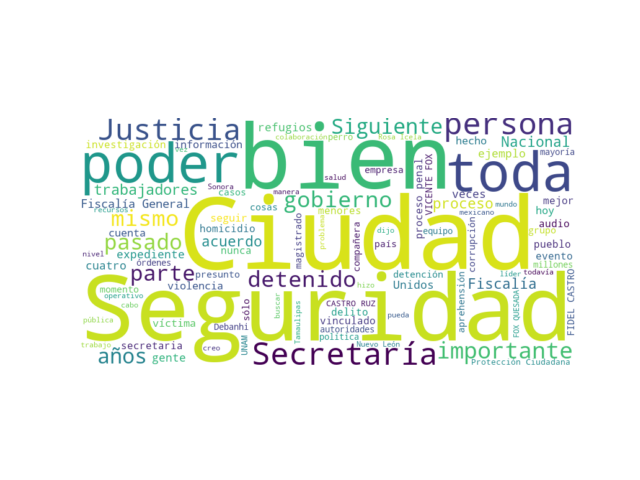 refugios
colaboración
perro
Rosa Icela
Justicia
Siguiente
persona
investigación
información
vez
bien
hecho
Nacional
mayoría
poder
toda
ejemplo
salud
empresa
trabajadores
Sonora
casos
manera
gobierno
proceso penal
VICENTE FOX
veces
mejor
Fiscalía General
recursos
cosas
menores
proceso
mundo
mismo
seguir
Ciudad
mexicano
hoy
audio
grupo
cuenta
homicidio
magistrado
problema
compañera
dijo
equipo
corrupción
pueblo
pasado
acuerdo
nunca
país
evento
nivel
expediente
cuatro
parte
presunto
detenido
detención
Unidos
líder
todavía
millones
violencia
hizo
Fiscalía
momento
operativo
cabo
Seguridad
sólo
buscar
CASTRO RUZ
pueda
aprehensión
FOX QUESADA
FIDEL CASTRO
órdenes
delito
pública
víctima
Debanhi
Tamaulipas
vinculado
autoridades
política
trabajo
secretaria
creo
UNAM
Nuevo León
años
gente
Secretaría
importante
Protección Ciudadana